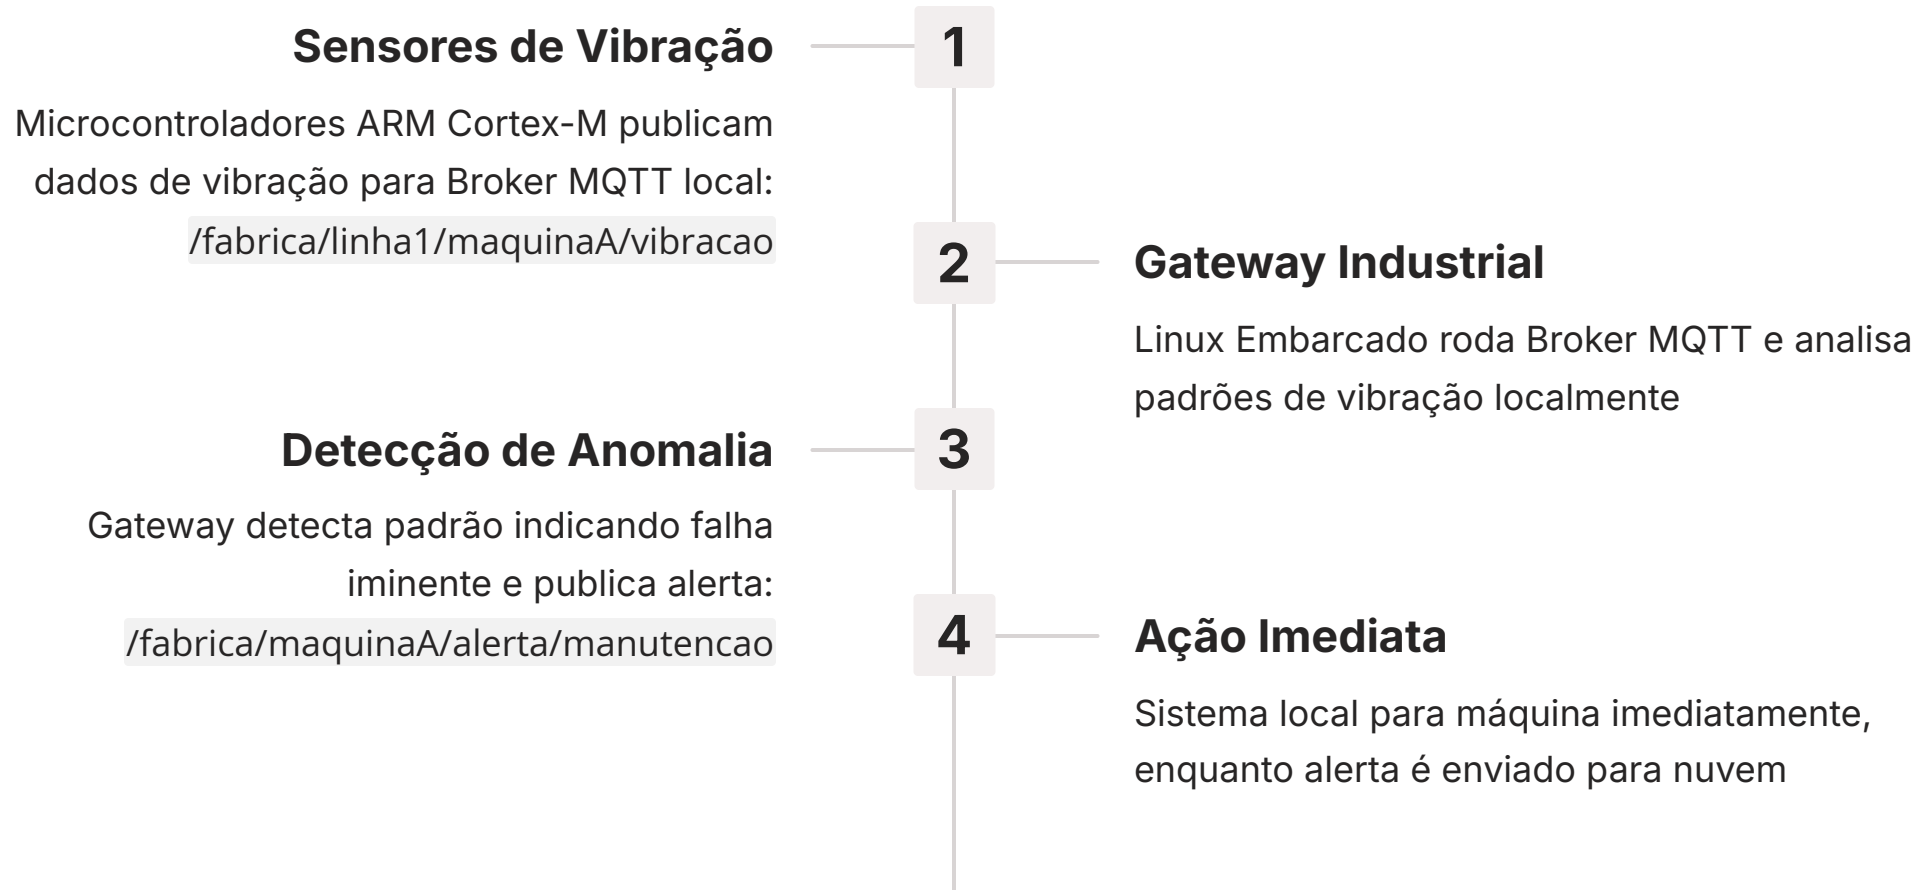 Sensores de Vibração
1
Microcontroladores ARM Cortex-M publicam
dados de vibração para Broker MQTT local:
/fabrica/linha1/maquinaA/vibracao
2
Gateway Industrial
Linux Embarcado roda Broker MQTT e analisa
padrões de vibração localmente
Detecção de Anomalia
3
Gateway detecta padrão indicando falha
iminente e publica alerta:
/fabrica/maquinaA/alerta/manutencao
4
Ação Imediata
Sistema local para máquina imediatamente,
enquanto alerta é enviado para nuvem